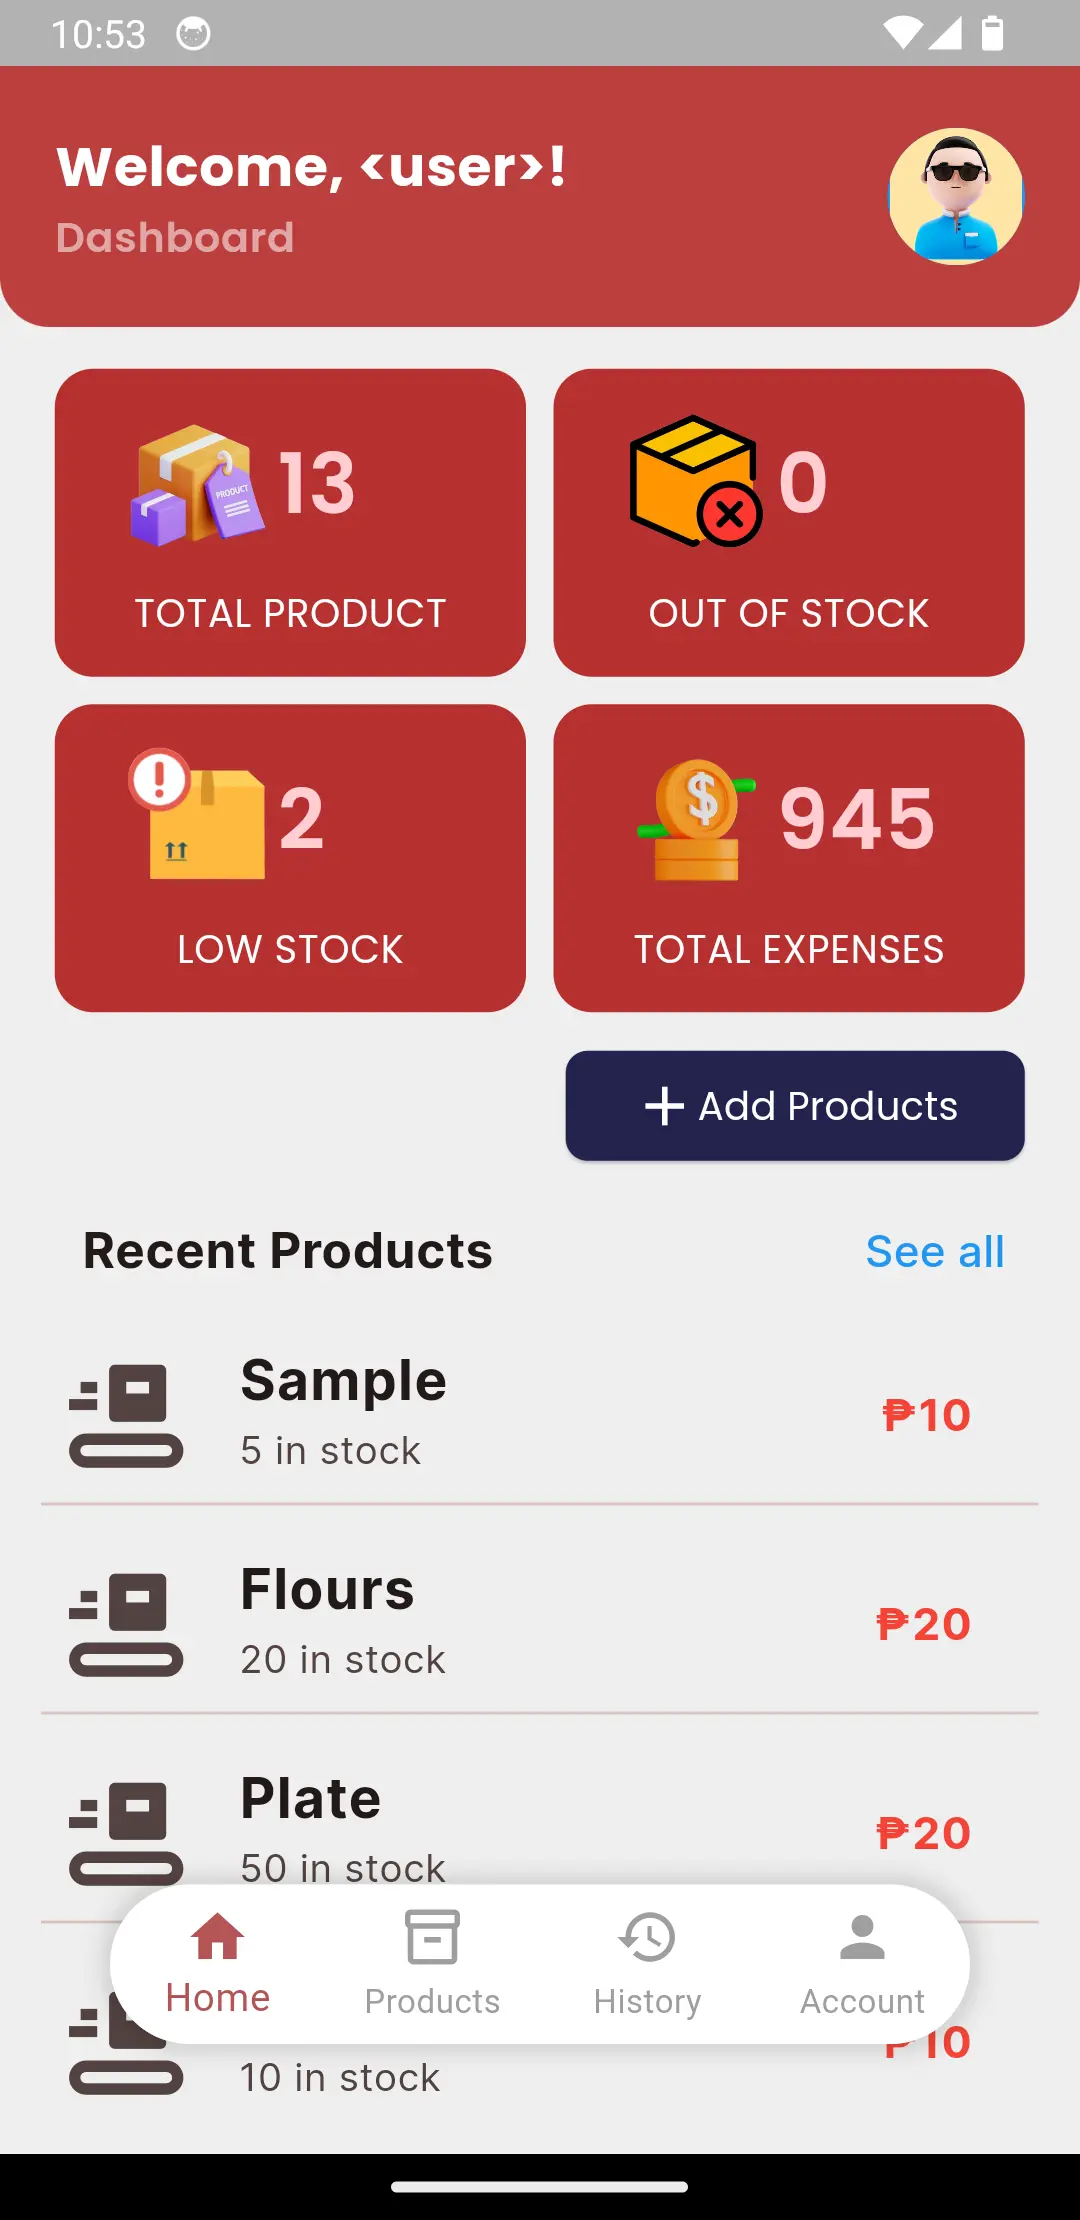 10:53
Welcome, <user>!
Dashboard
PRODUCT
13
TOTAL PRODUCT
0
OUT OF STOCK
2
LOW STOCK
$
945
TOTAL EXPENSES
+ Add Products
Recent Products
See all
Sample
5 in stock
₱10
Flours
20 in stock
₱20
Plate
50 in stock
₱20
10 in stock
₱10
Home
Products
History
Account